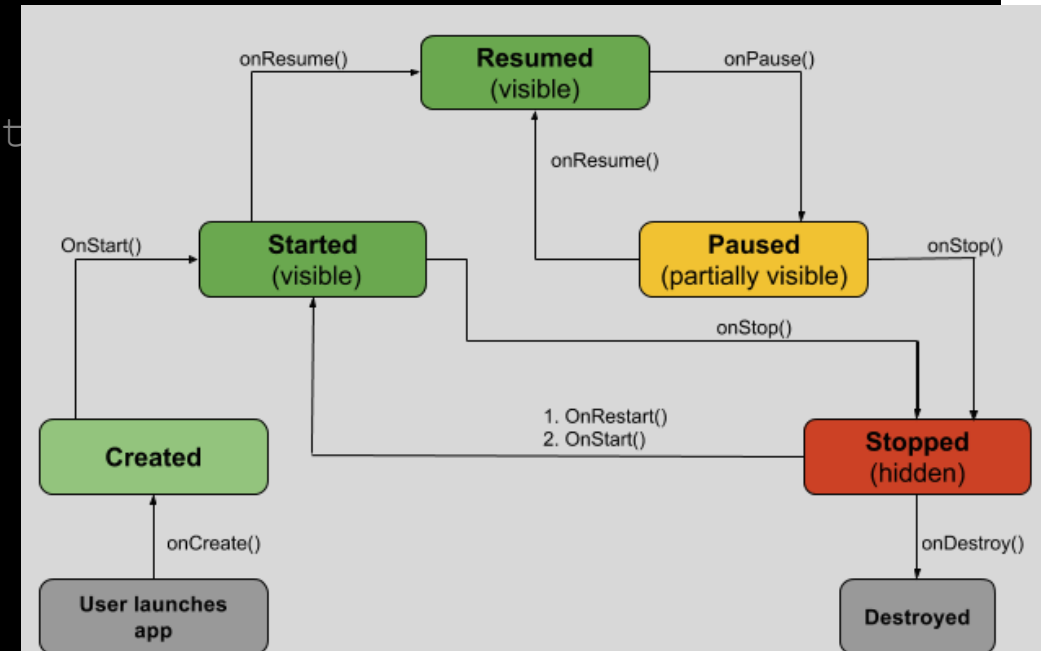 onResume()
Resumed
(visible)
onPause()
t
onResume()
OnStart()
Started
(visible)
Paused
(partially visible)
onStop()
onStop()
1. OnRestart()
2. OnStart()
Created
Stopped
(hidden)
onCreate()
onDestroy()
User launches
app
Destroyed